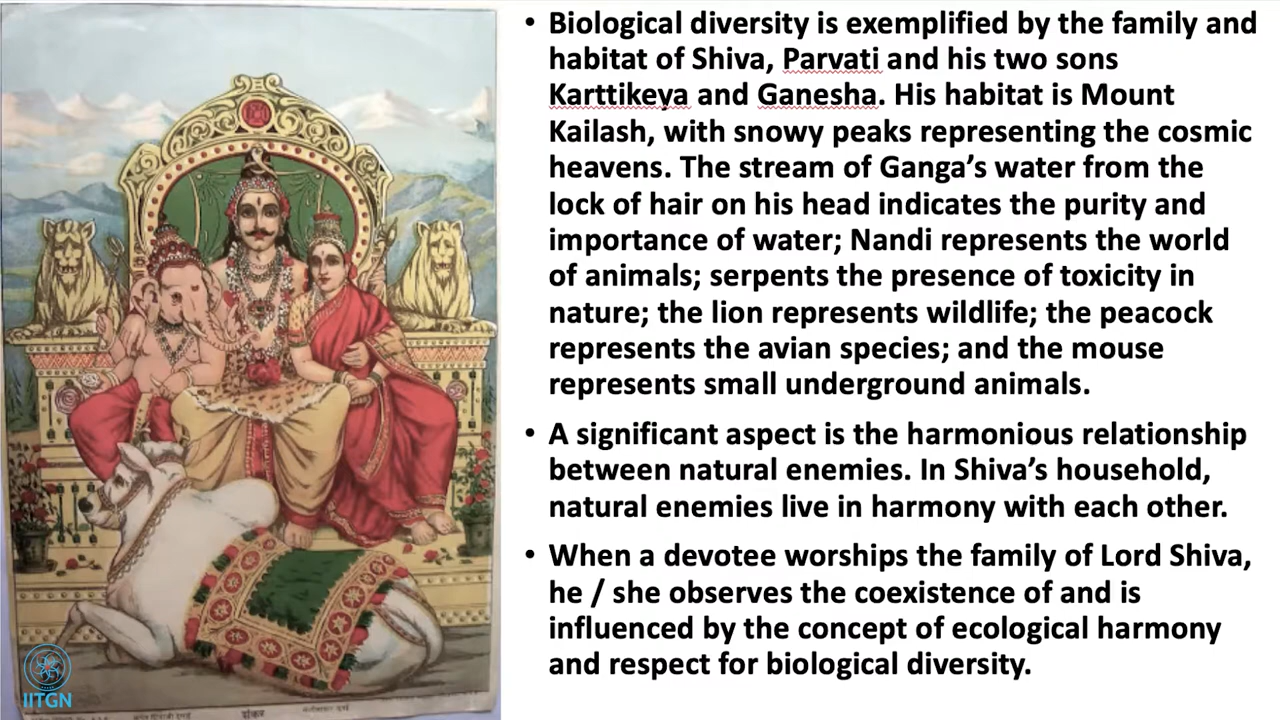 • Biological diversity is exemplified by the family and
habitat of Shiva, Parvati and his two sons
Karttikeya and Ganesha. His habitat is Mount
Kailash, with snowy peaks representing the cosmic
heavens. The stream of Ganga’s water from the
lock of hair on his head indicates the purity and
importance of water; Nandi represents the world
of animals; serpents the presence of toxicity in
nature; the lion represents wildlife; the peacock
represents the avian species; and the mouse
represents small underground animals.
• A significant aspect is the harmonious relationship
between natural enemies. In Shiva’s household,
natural enemies live in harmony with each other.
• When a devotee worships the family of Lord Shiva,
he / she observes the coexistence of and is
influenced by the concept of ecological harmony
and respect for biological diversity.
IITGN
शंकर